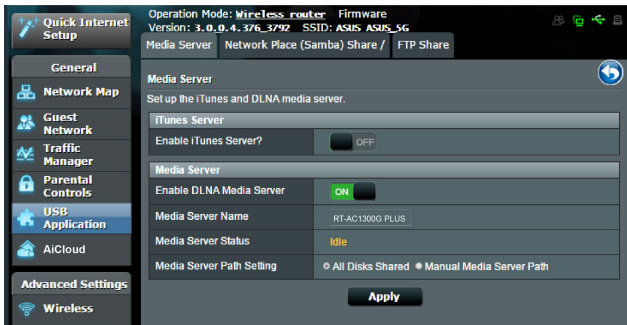 Quick Internet
Setup
General
Network Map
Guest
Network
Traffic
Manager
Parental
Controls
USB
Application
AiCloud
Advanced Settings
Wireless
Operation Mode: Wireless router Firmware
Version: 3.0.0.4.376_3792 SSID: ASUS ASUS_5G
Media Server Network Place (Samba) Share / FTP Share
Media Server
Set up the iTunes and DLNA media server.
iTunes Server
Enable iTunes Server? OFF
Media Server
Enable DLNA Media Server ON
Media Server Name RT-AC1300G PLUS
Media Server Status Idle
Media Server Path Setting All Disks Shared Manual Media Server Path
Apply